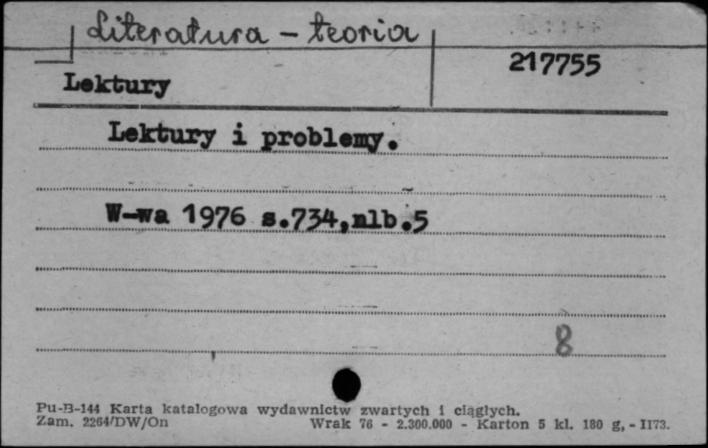 Literatura - teoria
217755
Lektury
Lektury i problemy.
W-wa 1976 s.734,nlb.5
8
Pu-B-144 Karta katalogowa wydawnictw zwartych i ciągłych.
Zam. 2264/DW/On Wrak 76 - 2.300.000 - Karton 5 kl. 180 g, - II73.